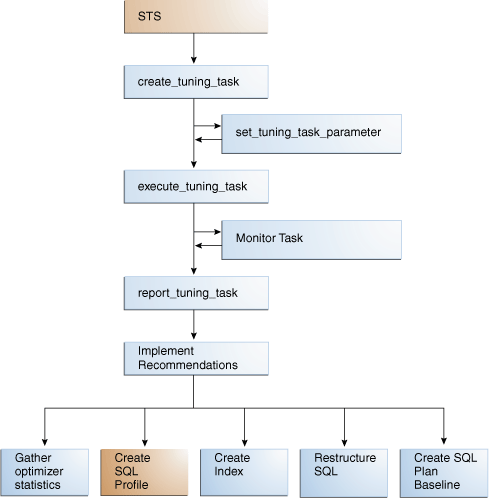 STS
create_tuning_task
set_tuning_task_parameter
execute_tuning_task
Monitor Task
report_tuning_task
Implement
Recommendations
Gather
optimizer
statistics
Create
SQL
Profile
Create
Index
Restructure
SQL
Create SQL
Plan
Baseline